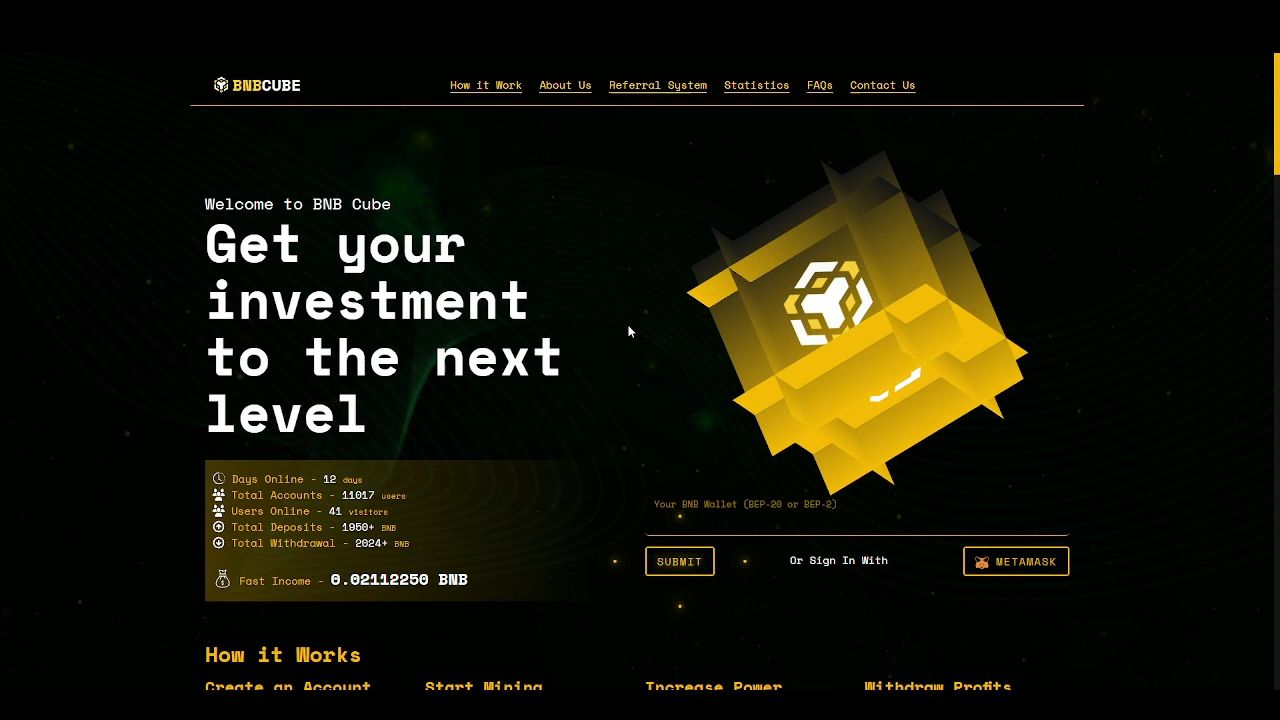 BNBCUBE
How it Work About Us Referral System Statistics FAQs Contact Us
Welcome to BNB Cube
Get your
investment
to the next
level
Days Online - 12 days
Total Accounts - 11017 users
Users Online - 41 visitors
Total Deposits - 1950+ BNB
Total Withdrawal - 2024+ BNB
Fast Income - 0.02112250 BNB
Your BNB Wallet (BEP-20 or BEP-2)
SUBMIT Or Sign In With METAMASK
How it Works
Create an Account Start Mining Increase Power Withdraw Profits